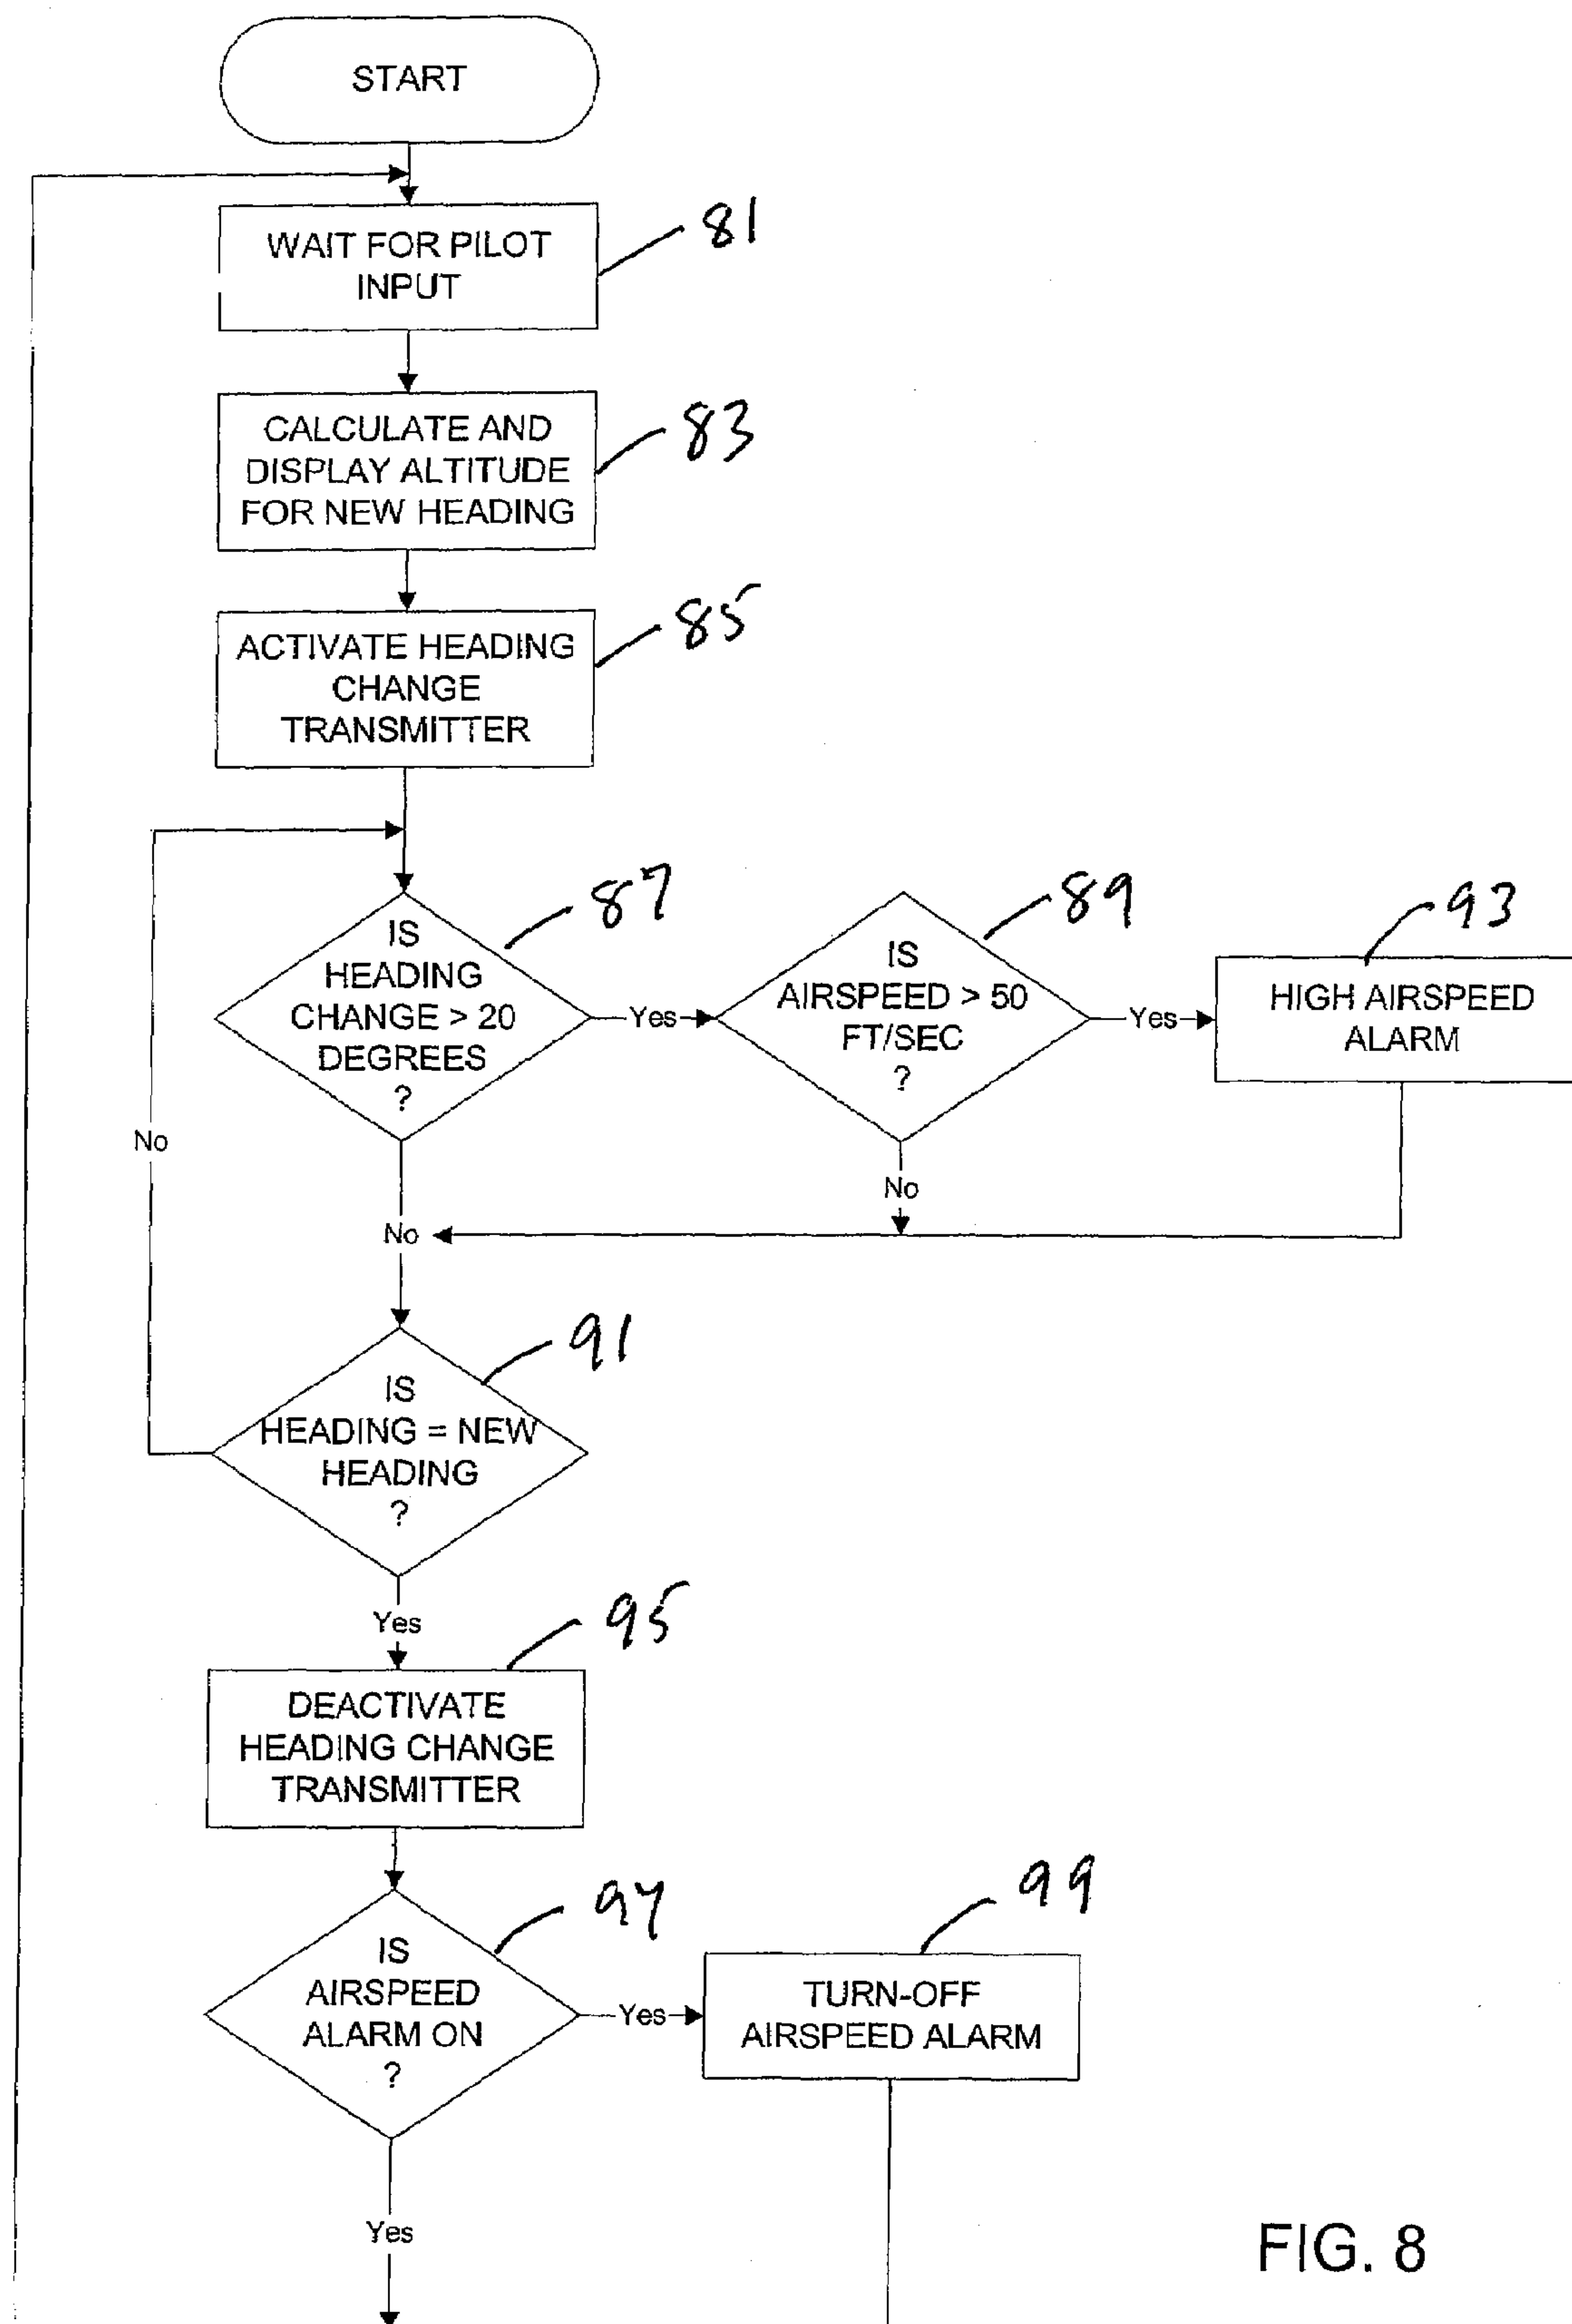 START
WAIT FOR PILOT
INPUT
81
CALCULATE AND
DISPLAY ALTITUDE
FOR NEW HEADING
83
ACTIVATE HEADING
CHANGE
TRANSMITTER
85
IS
HEADING
CHANGE > 20
DEGREES
?
87
Yes
IS
AIRSPEED > 50
FT/SEC
?
89
Yes
HIGH AIRSPEED
ALARM
93
No
No
No
IS
HEADING = NEW
HEADING
?
91
Yes
DEACTIVATE
HEADING CHANGE
TRANSMITTER
95
IS
AIRSPEED
ALARM ON
?
97
Yes
TURN-OFF
AIRSPEED ALARM
99
Yes
FIG. 8